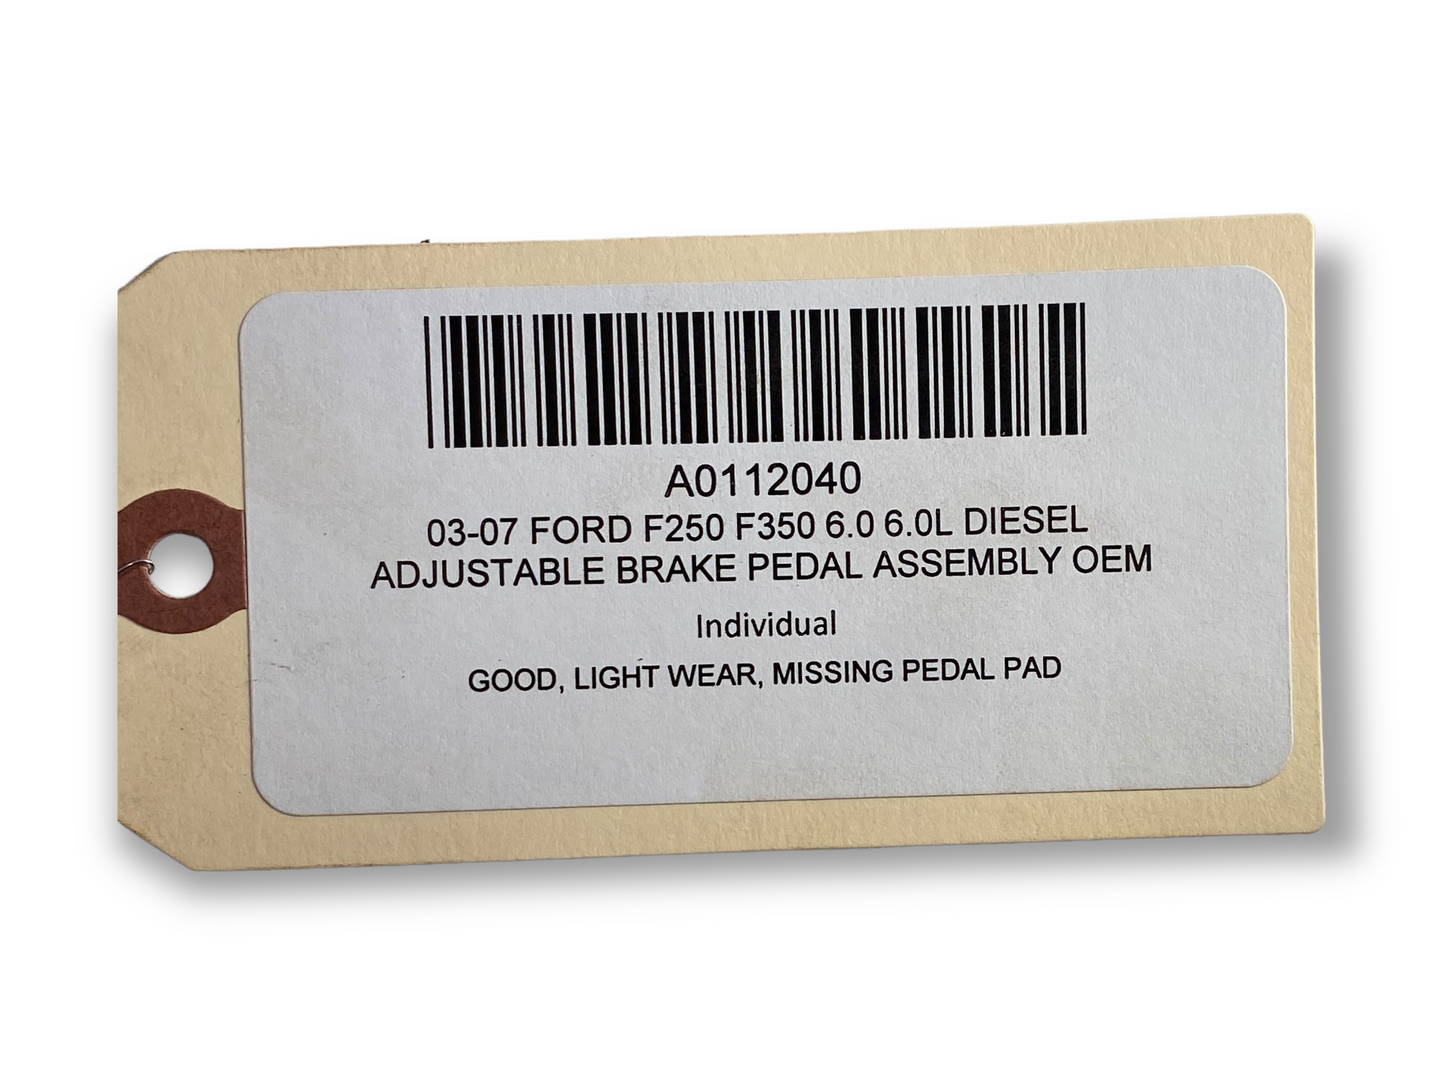 A0112040
03-07 FORD F250 F350 6.0 6.0L DIESEL
ADJUSTABLE BRAKE PEDAL ASSEMBLY OEM
Individual
GOOD, LIGHT WEAR, MISSING PEDAL PAD